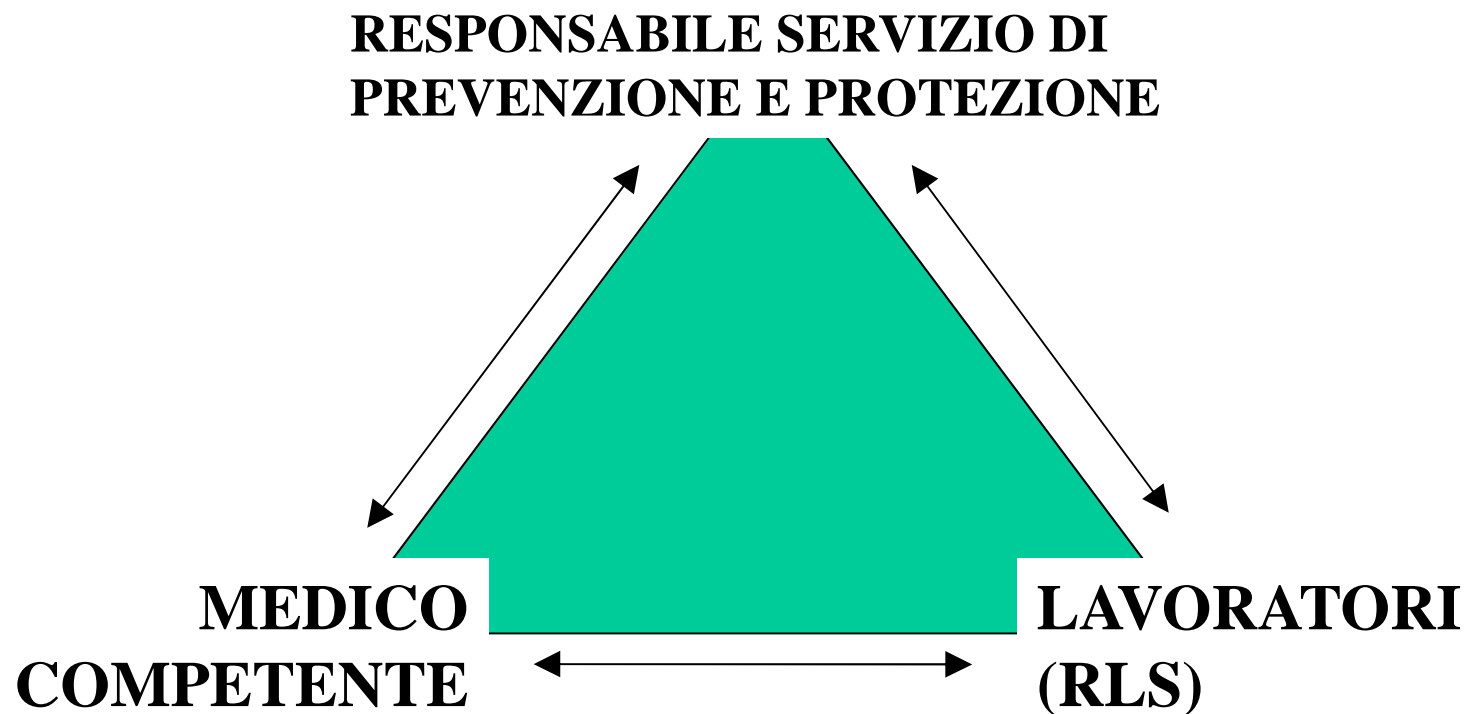 RESPONSABILE SERVIZIO DI
PREVENZIONE E PROTEZIONE
MEDICO
COMPETENTE
LAVORATORI
(RLS)